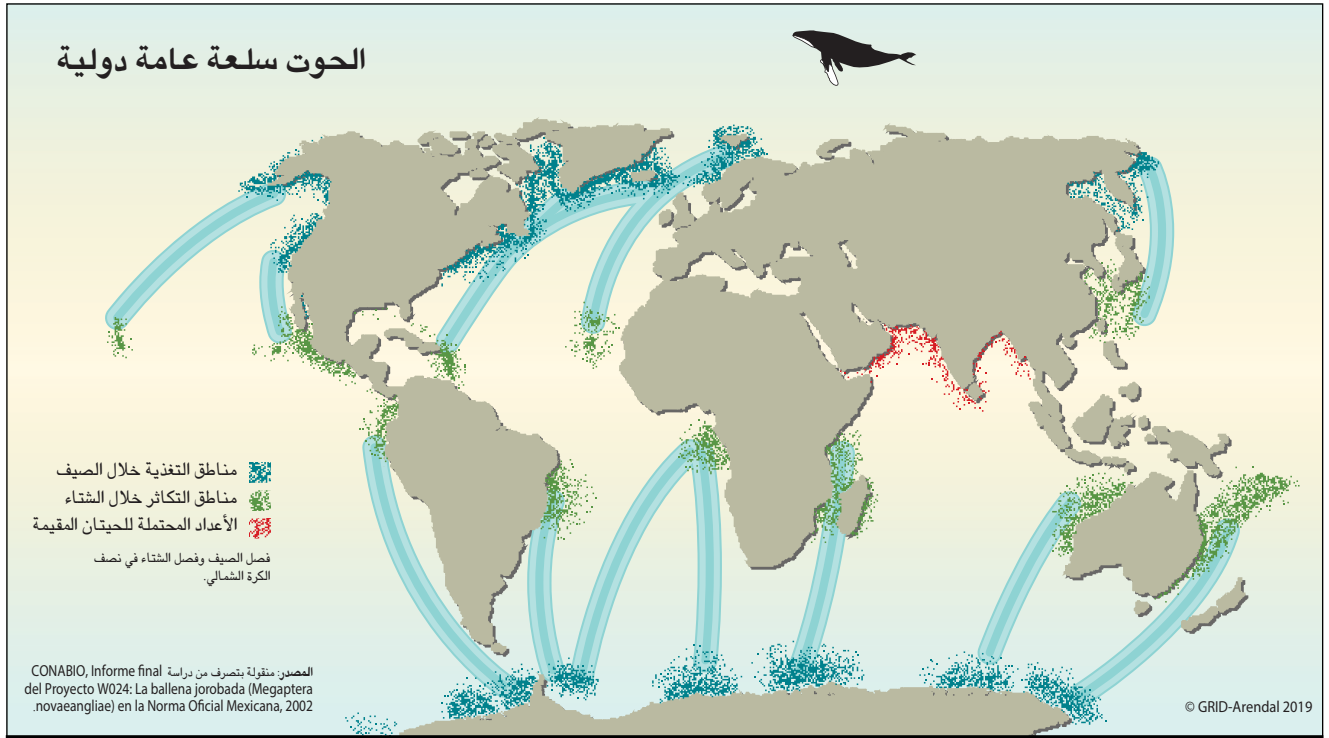 الحوت سلعة عامة دولية
مناطق التغذية خلال الصيف
مناطق التكاثر خلال الشتاء
الأعداد المحتملة للحيتان المقيمة
فصل الصيف وفصل الشتاء في نصف
الكرة الشمالي.
المصدر: منقولة بتصرف من دراسة CONABIO, Informe final
del Proyecto W024: La ballena jorobada (Megaptera
novaeangliae) en la Norma Oficial Mexicana, 2002.
© GRID-Arendal 2019